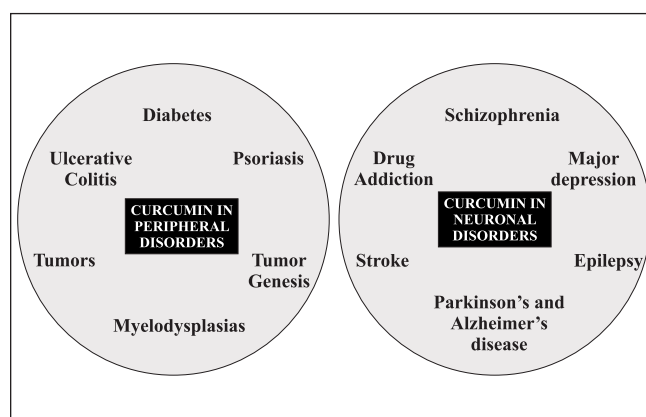 Diabetes
Ulcerative
Colitis
Psoriasis
CURCUMIN IN
PERIPHERAL
DISORDERS
Tumors
Tumor
Genesis
Myelodysplasias
Schizophrenia
Drug
Addiction
Major
depression
CURCUMIN IN
NEURONAL
DISORDERS
Stroke
Epilepsy
Parkinson's and
Alzheimer's
disease